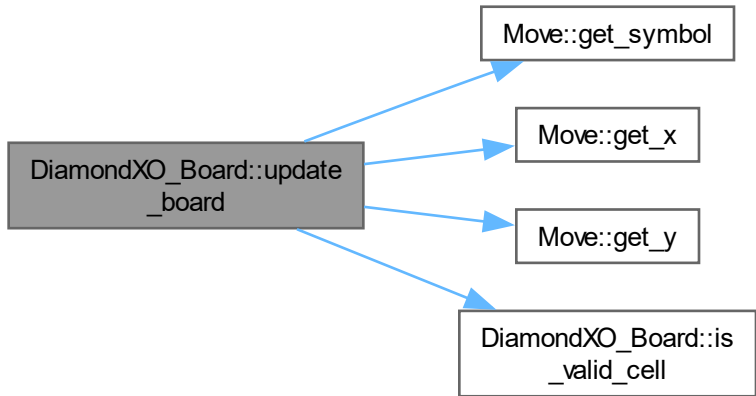 Move::get_symbol
Move::get_x
DiamondXO_Board::update
_board
Move::get_y
DiamondXO_Board::is
_valid_cell